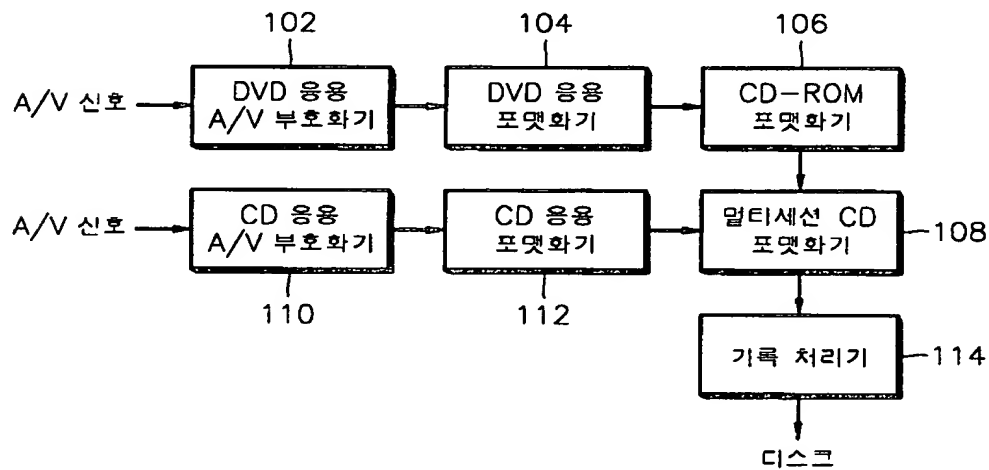 102
104
106
A/V 신호
DVD 응용
A/V 부호화기
DVD 응용
포맷화기
CD-ROM
포맷화기
A/V 신호
CD 응용
A/V 부호화기
CD 응용
포맷화기
멀티세션 CD
포맷화기
108
110
112
기록 처리기
114
디스크